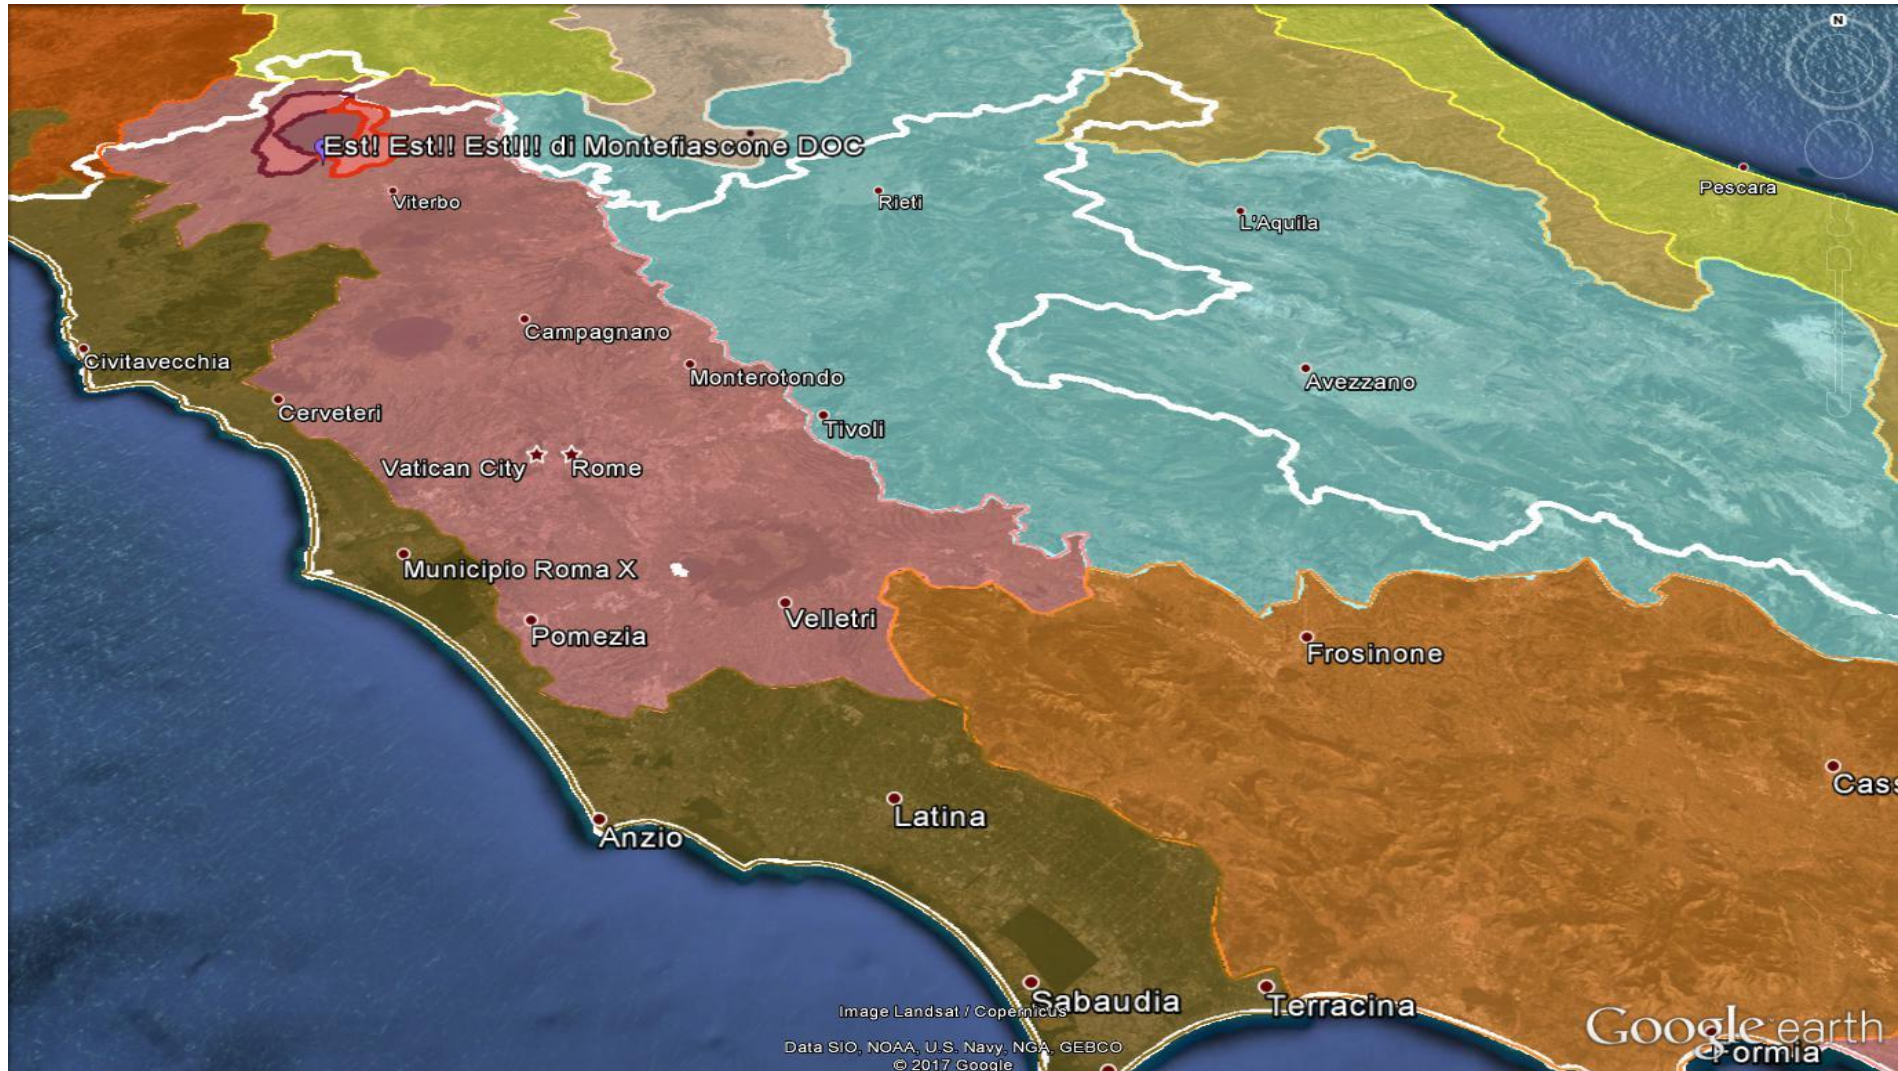 N
Est! Est!! Est!!! di Montefiascone DOC
Viterbo
Rieti
Pescara
L'Aquila
Campagnano
Civitavecchia
Monterotondo
Avezzano
Cerveteri
Tivoli
Vatican City
Rome
Municipio Roma X
Velletri
Pomezia
Frosinone
Cass
Latina
Anzio
Sabaudia
Terracina
Image Landsat / Copernicus
Google earth
Data SIO, NOAA, U.S. Navy, NGA, GEBCO
Formia
© 2017 Google